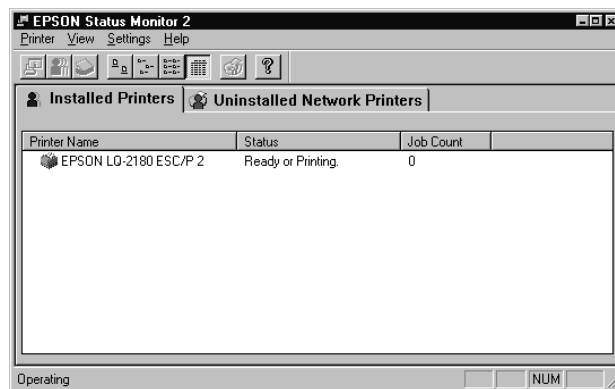 EPSON Status Monitor 2
Printer View Settings Help
?
Installed Printers Uninstalled Network Printers
Printer Name Status Job Count
EPSON LQ-2180 ESC/P 2 Ready or Printing. 0
Operating NUM